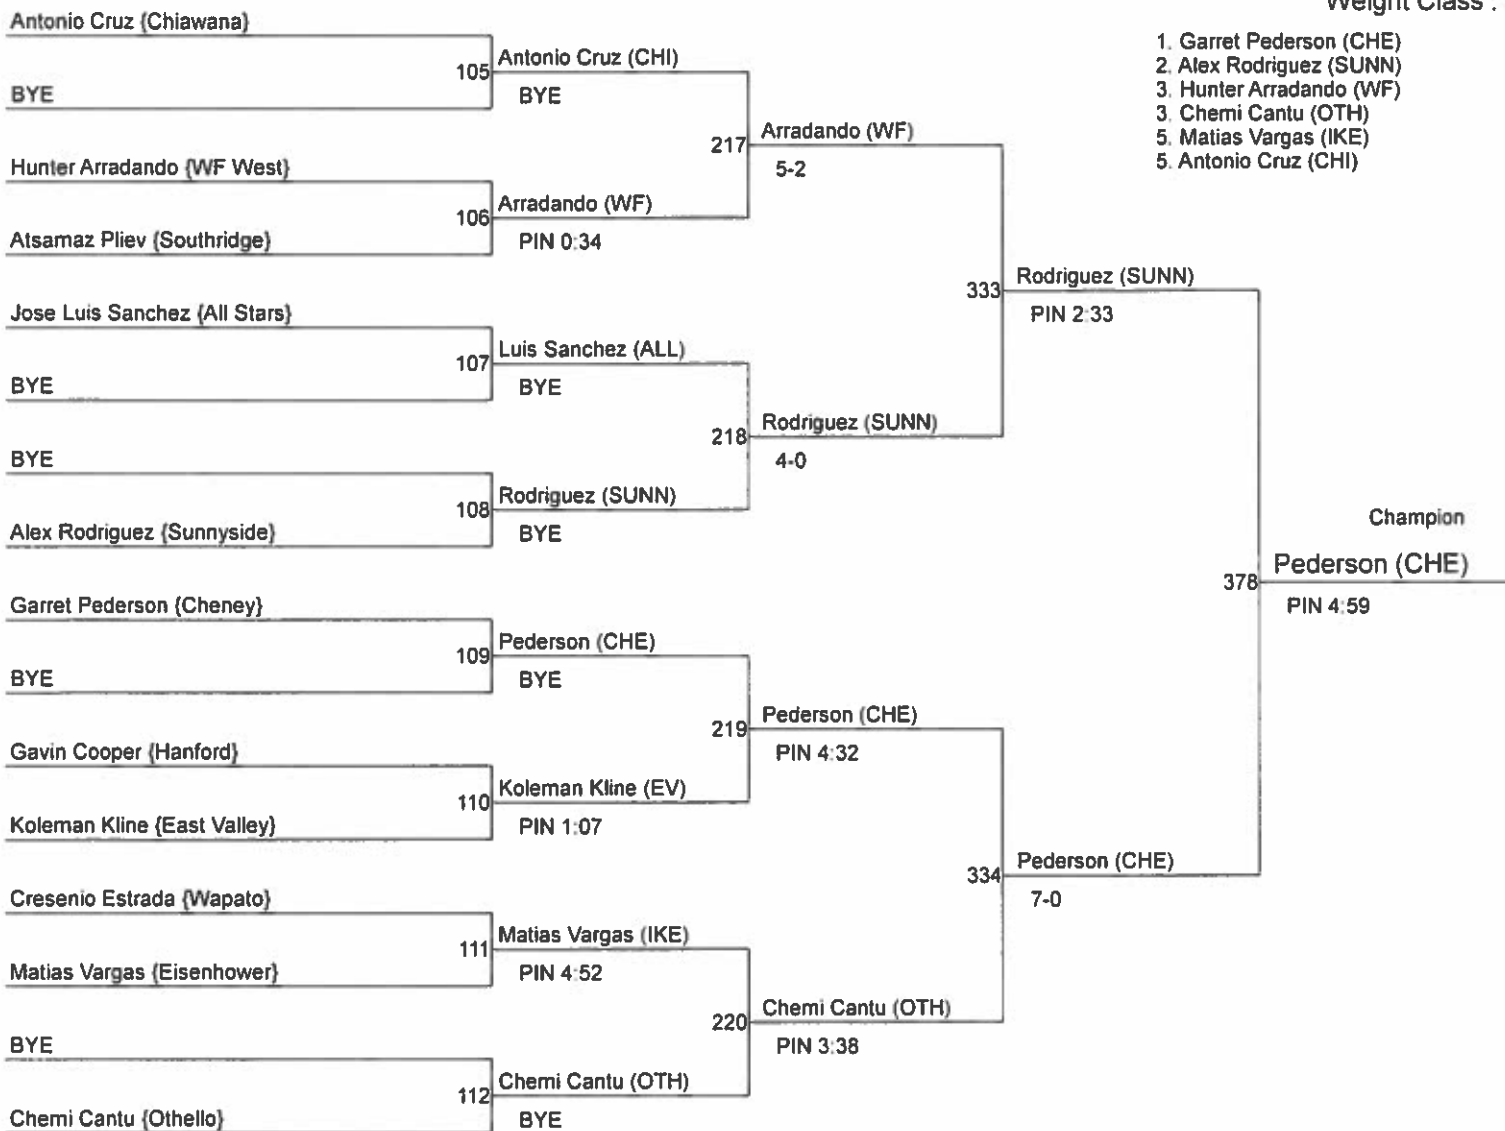 Weight Class :
1. Garret Pederson (CHE)
2. Alex Rodriguez (SUNN)
3. Hunter Arradando (WF)
3. Chemi Cantu (OTH)
5. Matias Vargas (IKE)
5. Antonio Cruz (CHI)
Antonio Cruz {Chiawana}
105
Antonio Cruz (CHI)
BYE
BYE
217
Arradando (WF)
5-2
Hunter Arradando {WF West}
106
Arradando (WF)
PIN 0:34
Atsamaz Pliev {Southridge}
333
Rodriguez (SUNN)
PIN 2:33
Jose Luis Sanchez {All Stars}
107
Luis Sanchez (ALL)
BYE
BYE
218
Rodriguez (SUNN)
4-0
BYE
108
Rodriguez (SUNN)
BYE
Alex Rodriguez {Sunnyside}
Champion
378
Pederson (CHE)
PIN 4:59
Garret Pederson {Cheney}
109
Pederson (CHE)
BYE
BYE
219
Pederson (CHE)
PIN 4:32
Gavin Cooper {Hanford}
110
Koleman Kline (EV)
PIN 1:07
Koleman Kline {East Valley}
334
Pederson (CHE)
7-0
Cresenio Estrada {Wapato}
111
Matias Vargas (IKE)
PIN 4:52
Matias Vargas {Eisenhower}
220
Chemi Cantu (OTH)
PIN 3:38
BYE
112
Chemi Cantu (OTH)
BYE
Chemi Cantu {Othello}